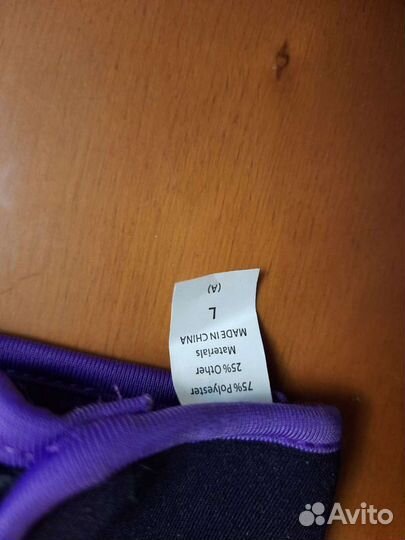 75% Polyester
25% Other
Materials
MADE IN CHINA
L
(A)
Avito